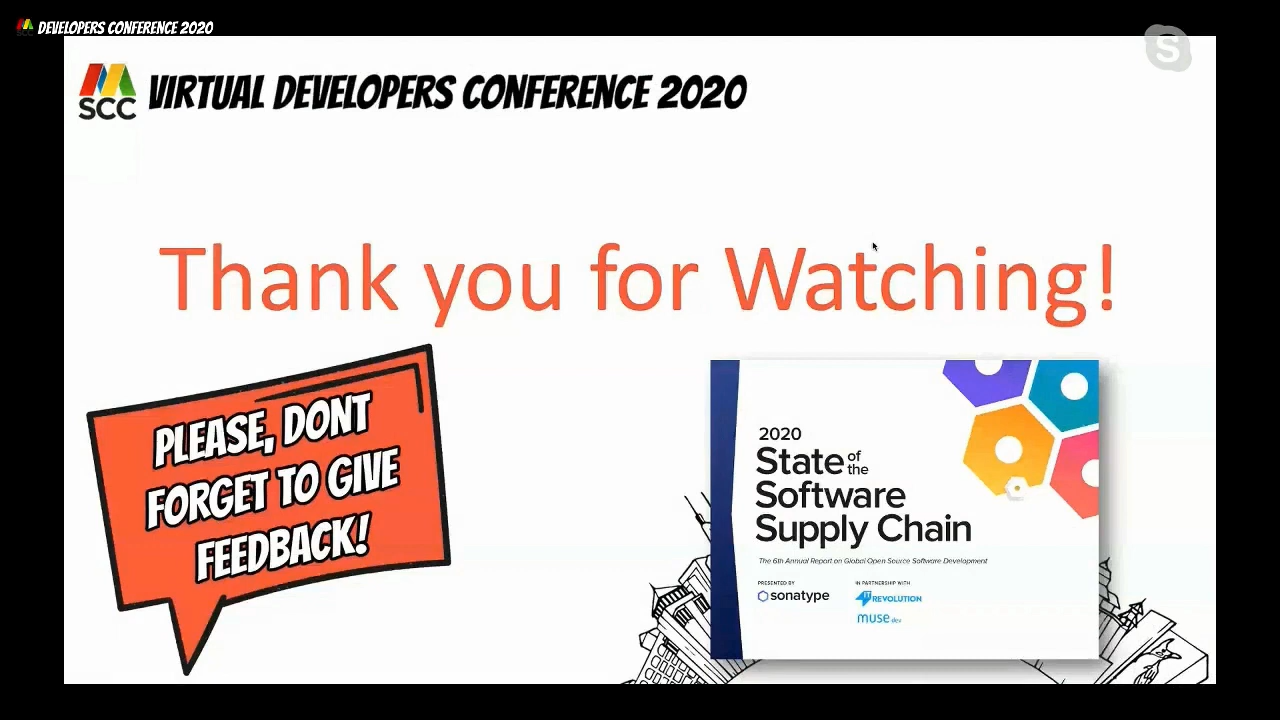 DEVELOPERS CONFERENCE 2020
S
SCC
VIRTUAL DEVELOPERS CONFERENCE 2020
Thank you for Watching!
PLEASE, DONT
FORGET TO GIVE
FEEDBACK!
2020
State of the
Software
Supply Chain
The 6th Annual Report on Global Open Source Software Development
PRESENTED BY
sonatype
IN PARTNERSHIP WITH
IT REVOLUTION
muse.dev